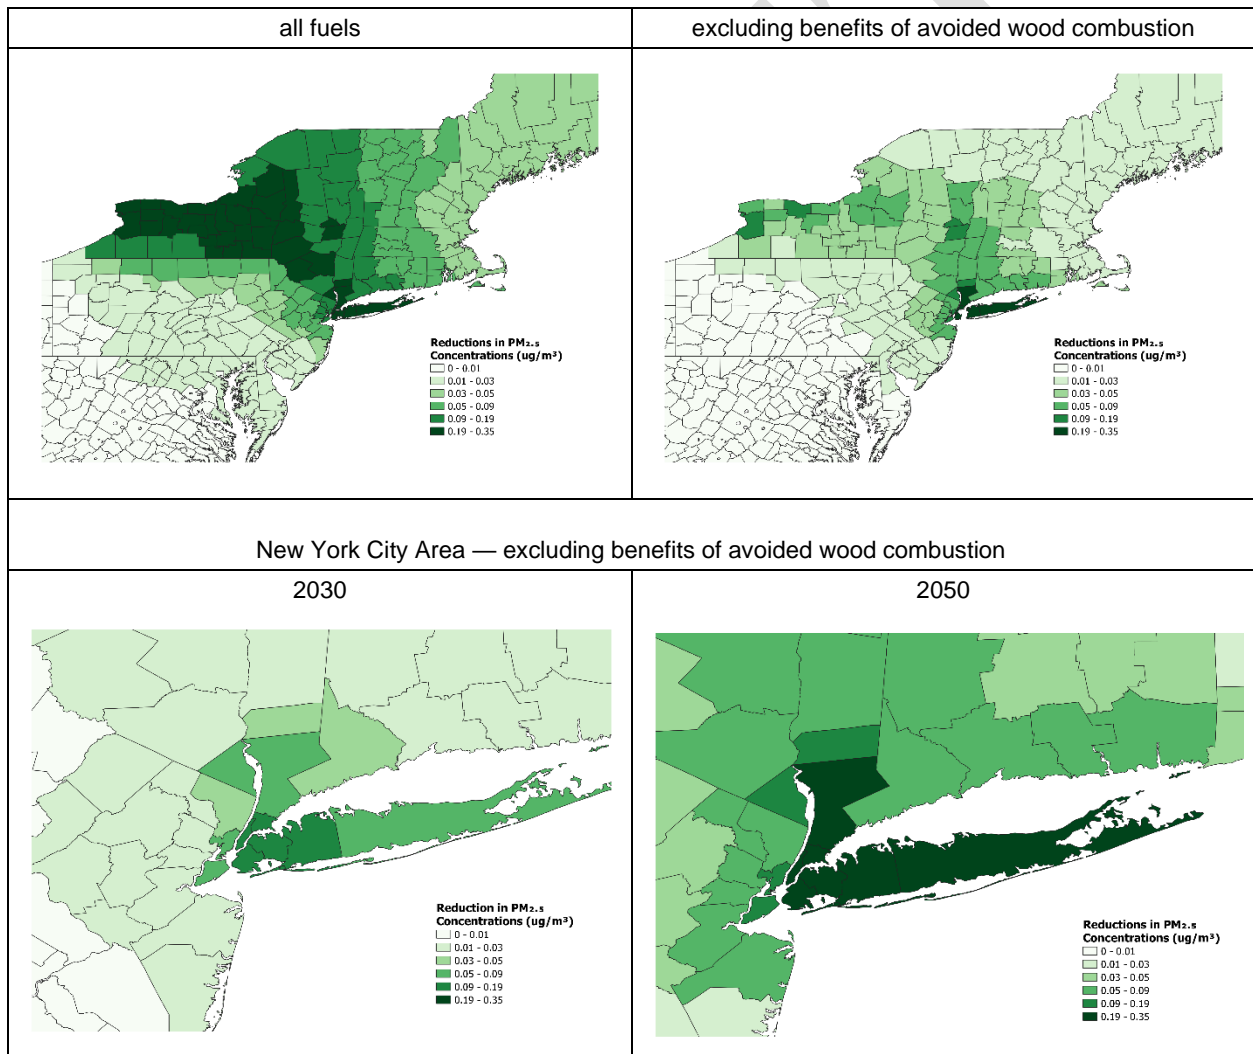 all fuels
excluding benefits of avoided wood combustion
Reductions in PM₂.₅
Concentrations (ug/m³)
0 - 0.01
0.01 - 0.03
0.03 - 0.05
0.05 - 0.09
0.09 - 0.19
0.19 - 0.35
Reductions in PM₂.₅
Concentrations (ug/m³)
0 - 0.01
0.01 - 0.03
0.03 - 0.05
0.05 - 0.09
0.09 - 0.19
0.19 - 0.35
New York City Area — excluding benefits of avoided wood combustion
2030
2050
Reduction in PM₂.₅
Concentrations (ug/m³)
0 - 0.01
0.01 - 0.03
0.03 - 0.05
0.05 - 0.09
0.09 - 0.19
0.19 - 0.35
Reductions in PM₂.₅
Concentrations (ug/m³)
0 - 0.01
0.01 - 0.03
0.03 - 0.05
0.05 - 0.09
0.09 - 0.19
0.19 - 0.35